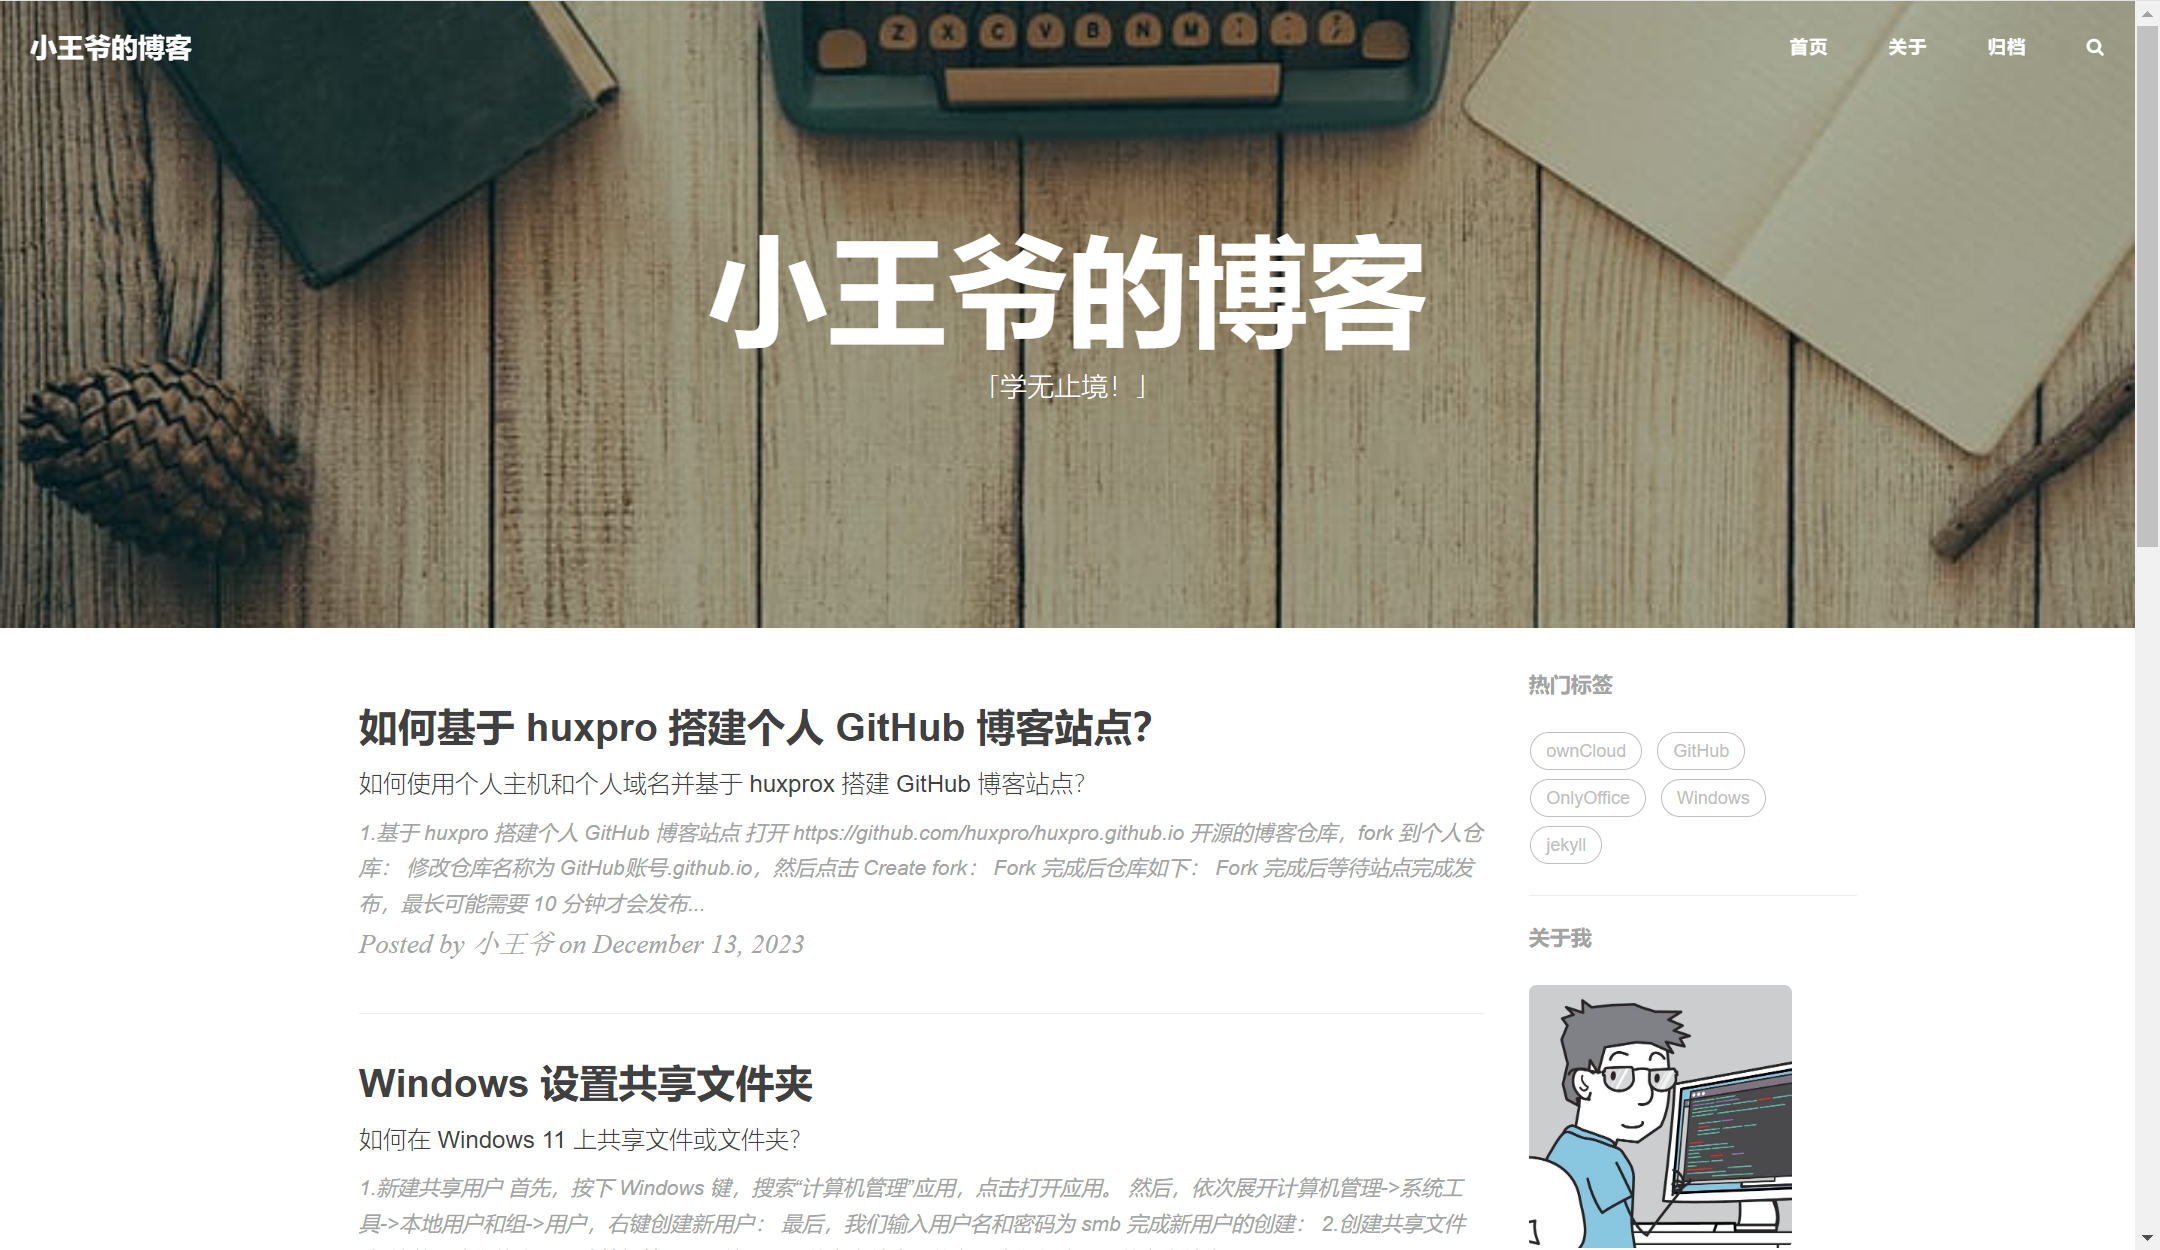 小王爷的博客
首页 关于 归档
Z X C V B N M
小王爷的博客
「学无止境！」
如何基于 huxpro 搭建个人 GitHub 博客站点？
如何使用个人主机和个人域名并基于 huxprox 搭建 GitHub 博客站点？
1.基于 huxpro 搭建个人 GitHub 博客站点 打开 https://github.com/huxpro/huxpro.github.io 开源的博客仓库，fork 到个人仓
库： 修改仓库名称为 GitHub账号.github.io，然后点击 Create fork： Fork 完成后仓库如下： Fork 完成后等待站点完成发
布，最长可能需要 10 分钟才会发布...
Posted by 小王爷 on December 13, 2023
Windows 设置共享文件夹
如何在 Windows 11 上共享文件或文件夹？
1.新建共享用户 首先，按下 Windows 键，搜索“计算机管理”应用，点击打开应用。 然后，依次展开计算机管理->系统工
具->本地用户和组->用户，右键创建新用户： 最后，我们输入用户名和密码为 smb 完成新用户的创建： 2.创建共享文件
热门标签
ownCloud GitHub
OnlyOffice Windows
jekyll
关于我